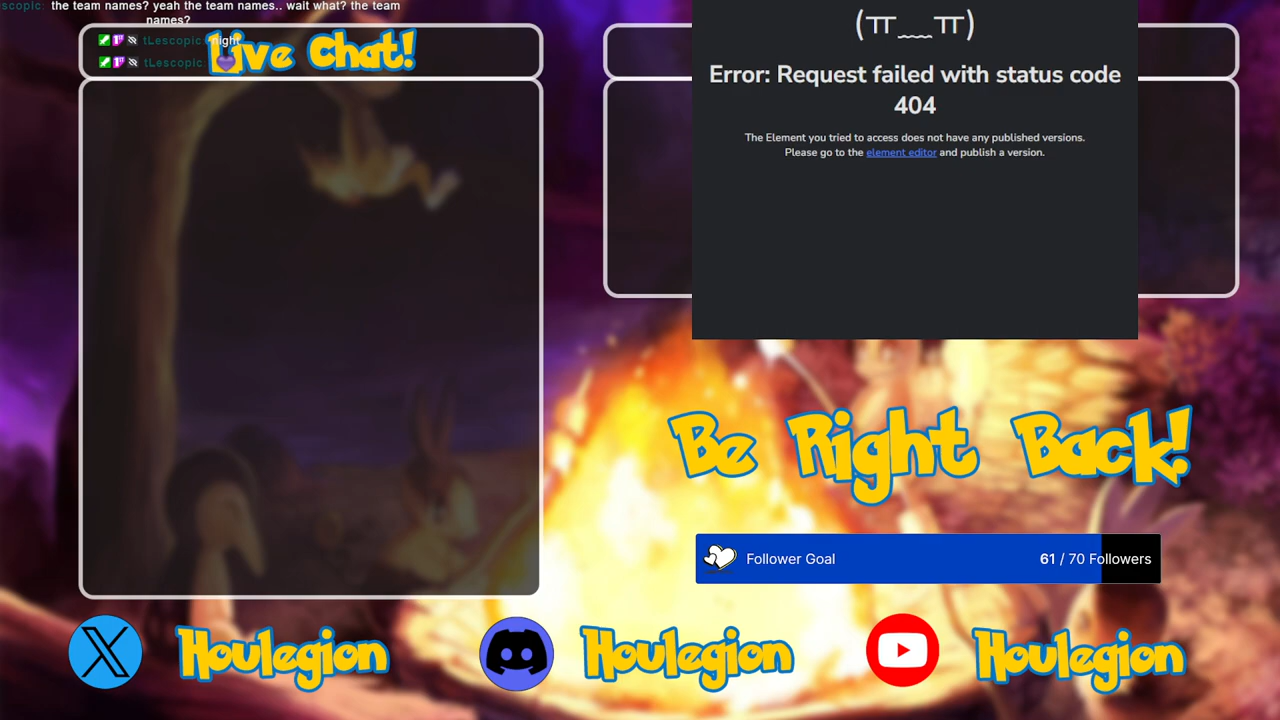 scopic: the team names? yeah the team names.. wait what? the team
names?
tLescopic: night
tLescopic:
Live Chat!
(ㅠ﹏ㅠ)
Error: Request failed with status code
404
The Element you tried to access does not have any published versions.
Please go to the element editor and publish a version.
Be Right Back!
Follower Goal 61 / 70 Followers
Houlegion Houlegion Houlegion